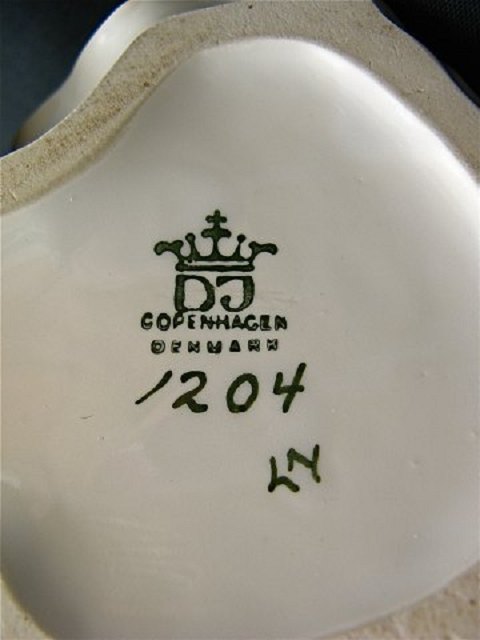 DJ
COPENHAGEN
DENMARK
1204
LN